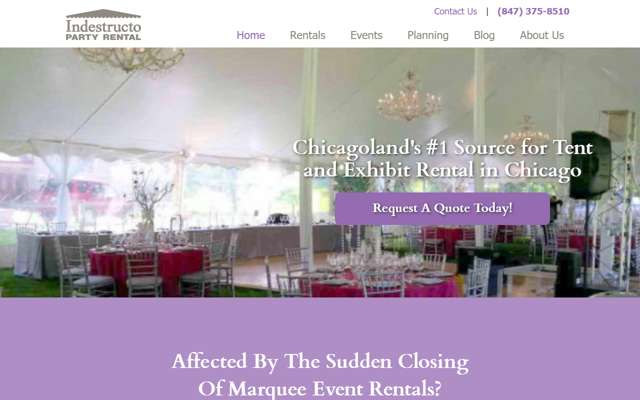 Contact Us | (847) 375-8510
Indestructo
PARTY RENTAL
Home Rentals Events Planning Blog About Us
Chicagoland's #1 Source for Tent
and Exhibit Rental in Chicago
Request A Quote Today!
Affected By The Sudden Closing
Of Marquee Event Rentals?